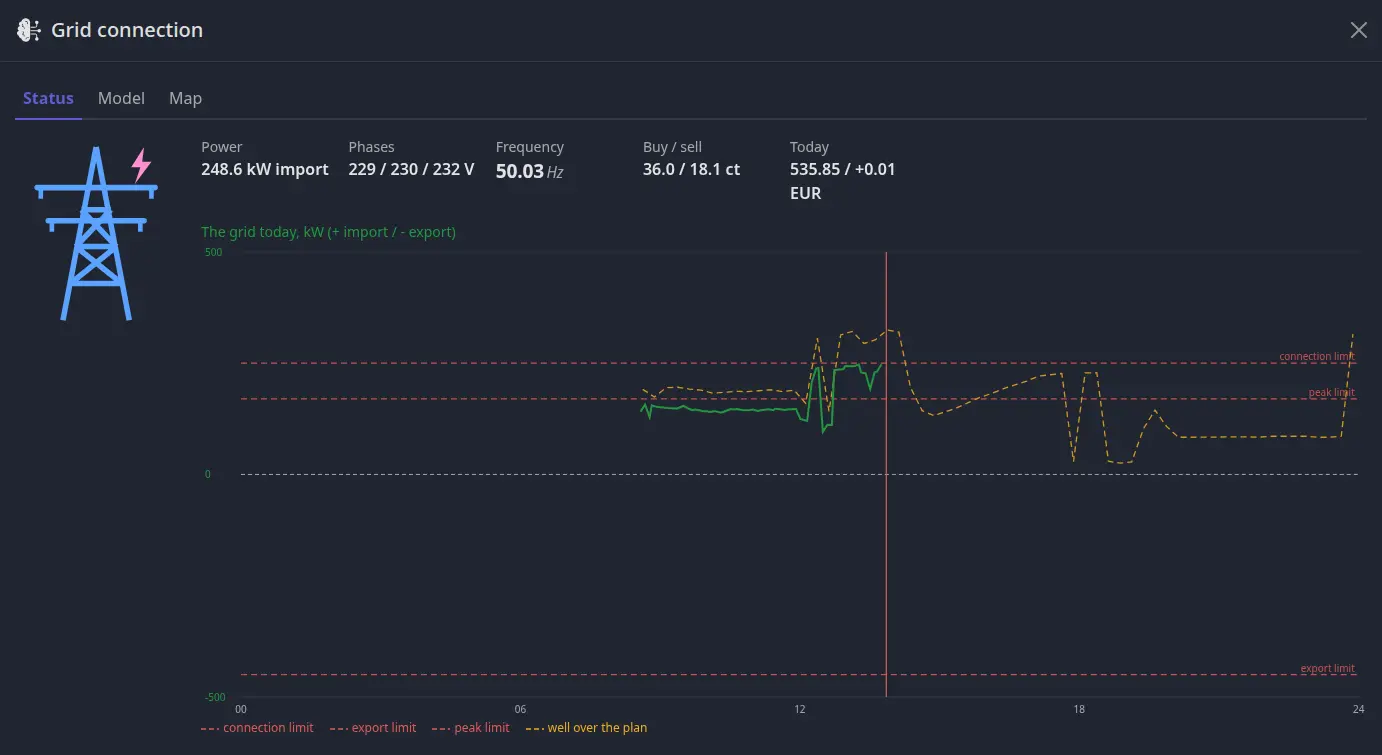 Grid connection
Status Model Map
Power Phases Frequency Buy / sell Today
248.6 kW import 229 / 230 / 232 V 50.03 Hz 36.0 / 18.1 ct 535.85 / +0.01
EUR
The grid today, kW (+ import / - export)
500
connection limit
peak limit
0
export limit
-500
00 06 12 18 24
connection limit export limit peak limit well over the plan